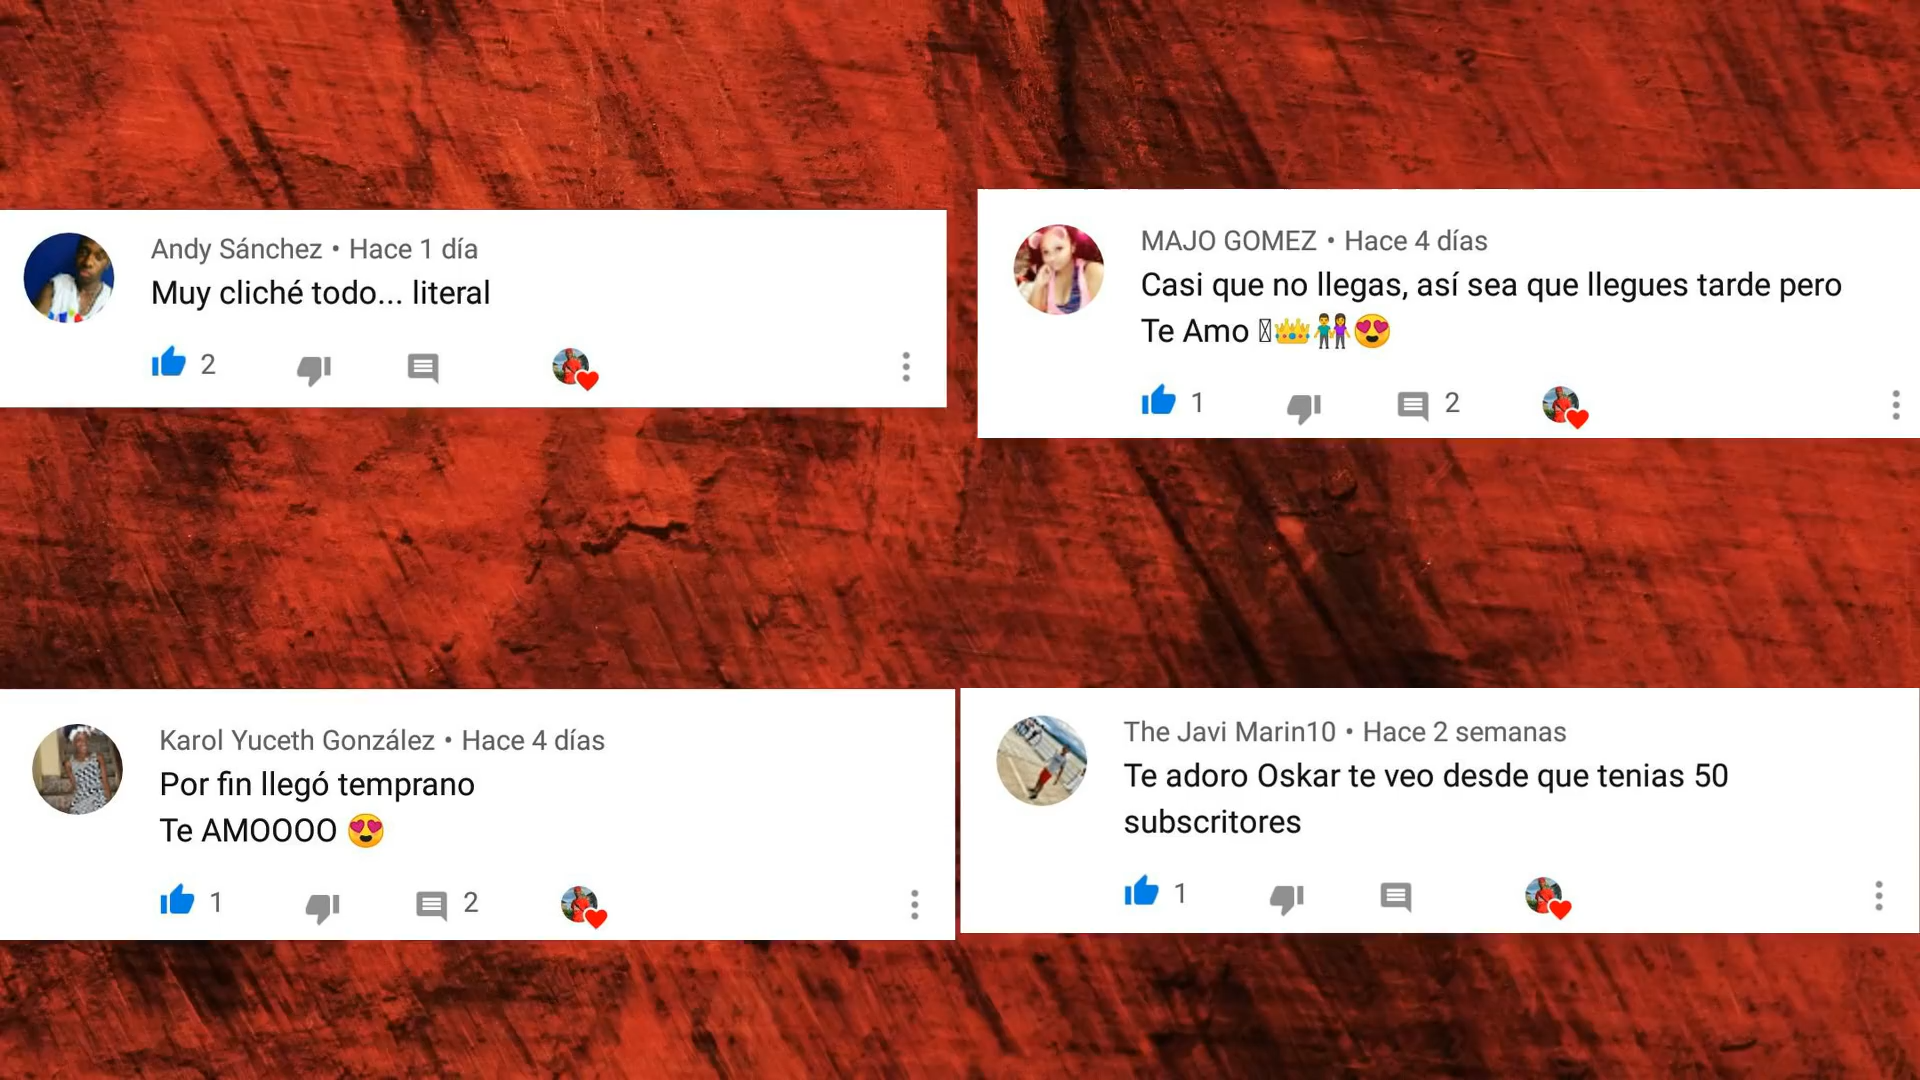 Andy Sánchez • Hace 1 día
Muy cliché todo... literal
2
MAJO GOMEZ • Hace 4 días
Casi que no llegas, así sea que llegues tarde pero
Te Amo 👑👫😍
1 2
Karol Yuceth González • Hace 4 días
Por fin llegó temprano
Te AMOOOO 😍
1 2
The Javi Marin10 • Hace 2 semanas
Te adoro Oskar te veo desde que tenias 50
subscritores
1